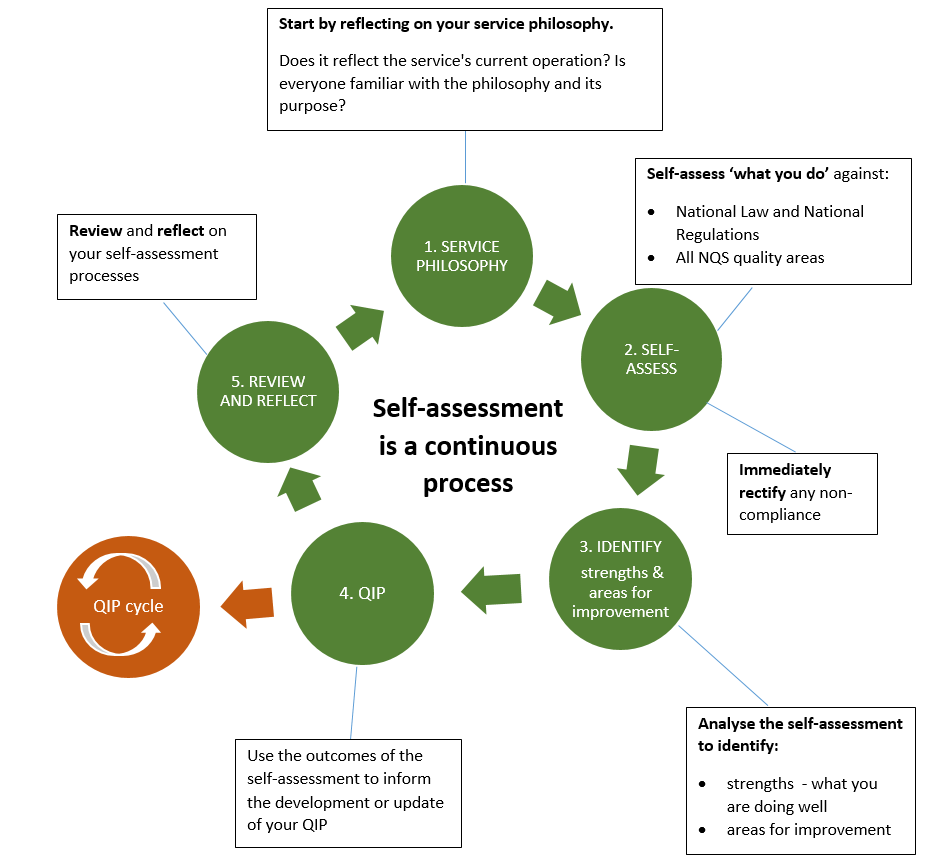 Start by reflecting on your service philosophy.
Does it reflect the service's current operation? Is
everyone familiar with the philosophy and its
purpose?
1. SERVICE
PHILOSOPHY
Self-assess ‘what you do’ against:
• National Law and National
Regulations
• All NQS quality areas
2. SELF-
ASSESS
Immediately
rectify any non-
compliance
3. IDENTIFY
strengths &
areas for
improvement
Analyse the self-assessment
to identify:
• strengths - what you
are doing well
• areas for improvement
4. QIP
Use the outcomes of the
self-assessment to inform
the development or update
of your QIP
QIP cycle
5. REVIEW
AND REFLECT
Review and reflect on
your self-assessment
processes
Self-assessment
is a continuous
process